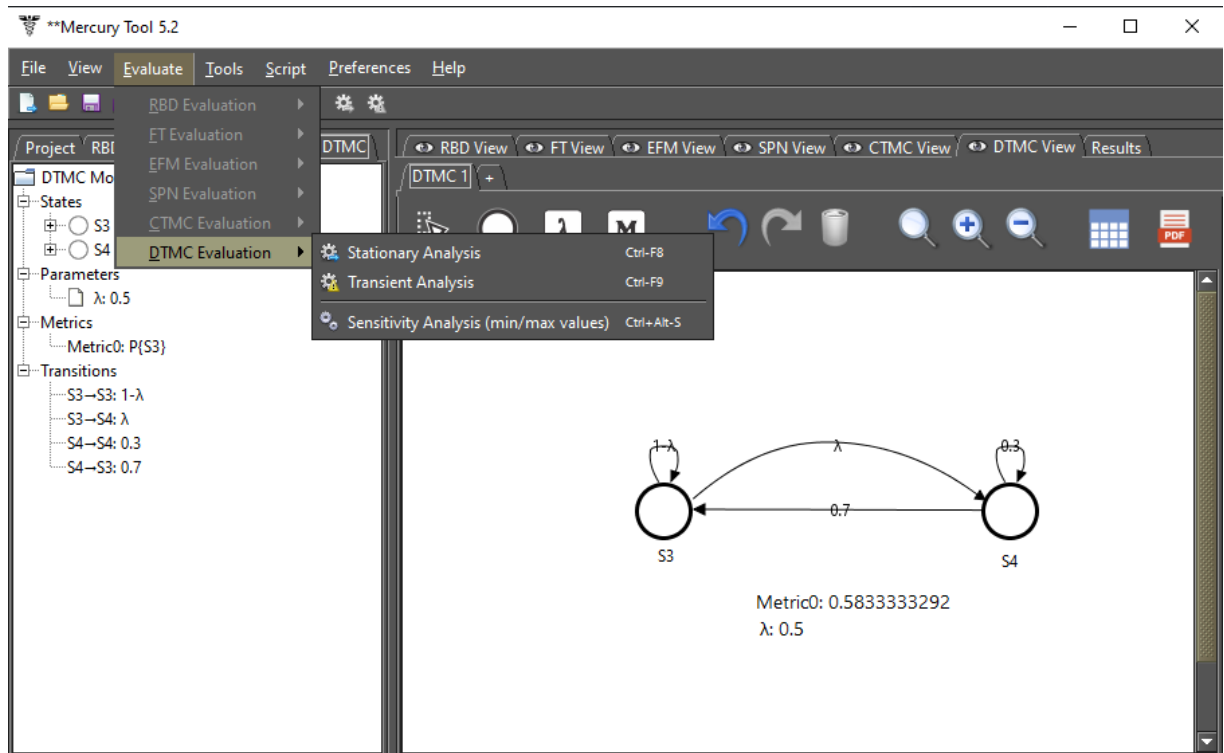 **Mercury Tool 5.2
File View Evaluate Tools Script Preferences Help
RBD Evaluation
FT Evaluation
EFM Evaluation
SPN Evaluation
CTMC Evaluation
DTMC Evaluation
Stationary Analysis Ctrl-F8
Transient Analysis Ctrl-F9
Sensitivity Analysis (min/max values) Ctrl+Alt-S
Project RBD DTMC
DTMC Mo
States
S3
S4
Parameters
λ: 0.5
Metrics
Metric0: P{S3}
Transitions
S3→S3: 1-λ
S3→S4: λ
S4→S4: 0.3
S4→S3: 0.7
RBD View FT View EFM View SPN View CTMC View DTMC View Results
DTMC 1 +
λ M PDF
1-λ λ 0.3
0.7
S3 S4
Metric0: 0.5833333292
λ: 0.5